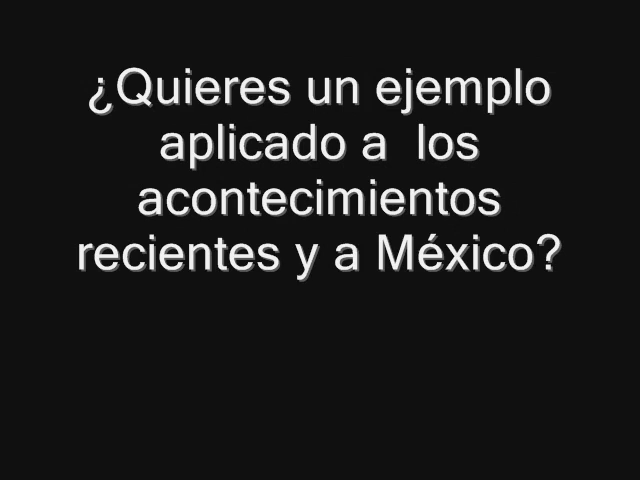 ¿Quieres un ejemplo
aplicado a  los
acontecimientos
recientes y a México?